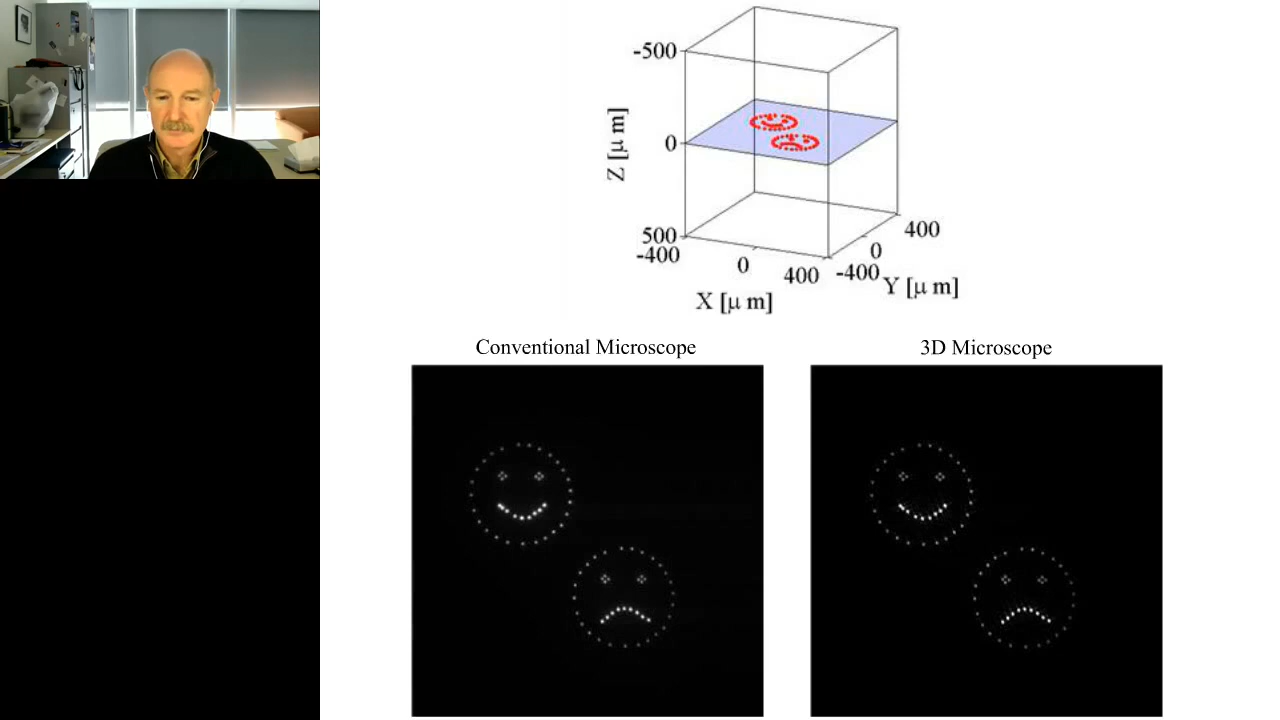 -500
0
500
Z [μ m]
-400
0
400
X [μ m]
-400
0
400
Y [μ m]
Conventional Microscope
3D Microscope